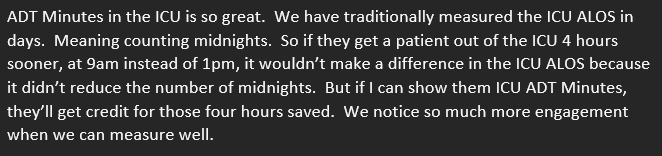 ADT Minutes in the ICU is so great.  We have traditionally measured the ICU ALOS in
days.  Meaning counting midnights.  So if they get a patient out of the ICU 4 hours
sooner, at 9am instead of 1pm, it wouldn’t make a difference in the ICU ALOS because
it didn’t reduce the number of midnights.  But if I can show them ICU ADT Minutes,
they’ll get credit for those four hours saved.  We notice so much more engagement
when we can measure well.